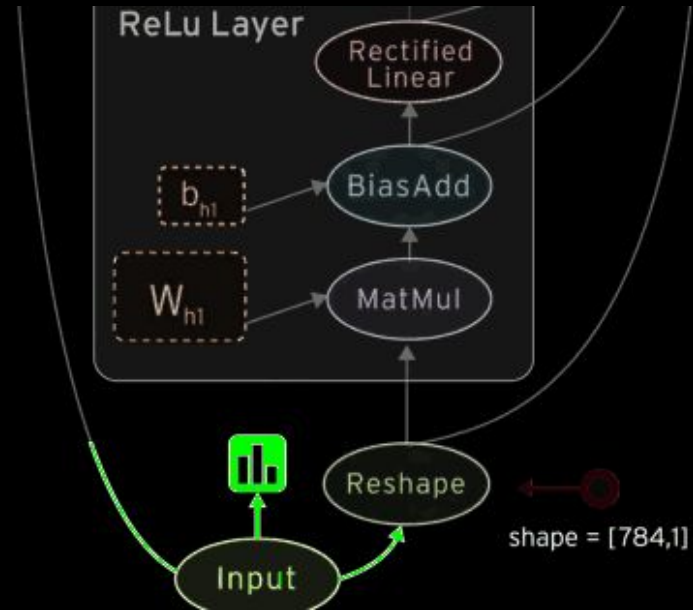 ReLu Layer
Rectified
Linear
BiasAdd
b h1
MatMul
W h1
Reshape
shape = [784,1]
Input